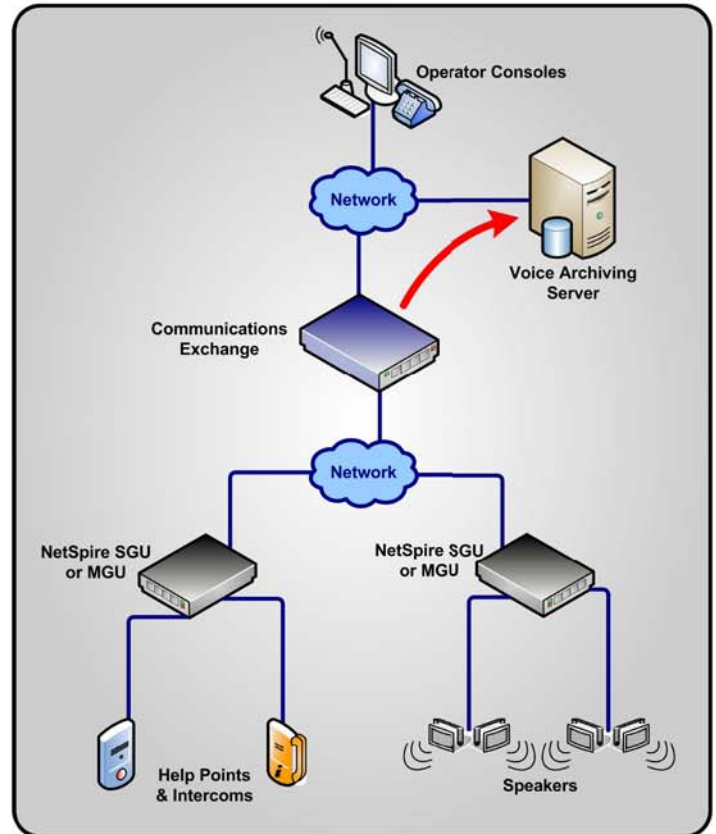 Operator Consoles
Network
Voice Archiving
Server
Communications
Exchange
Network
NetSpire SGU
or MGU
NetSpire SGU
or MGU
Help Points
& Intercoms
i
Speakers